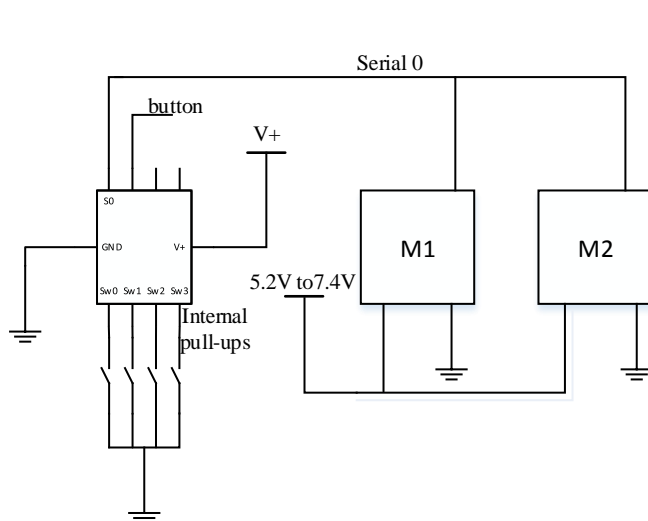 Serial 0
button
V+
S0
GND
V+
M1
M2
5.2V to7.4V
Sw0 Sw1 Sw2 Sw3
Internal
pull-ups